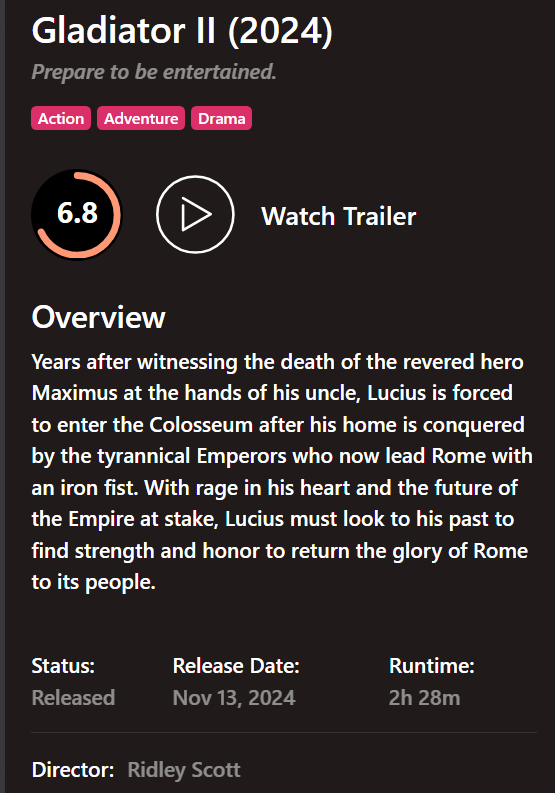 Gladiator II (2024)
Prepare to be entertained.
Action Adventure Drama
6.8 Watch Trailer
Overview
Years after witnessing the death of the revered hero
Maximus at the hands of his uncle, Lucius is forced
to enter the Colosseum after his home is conquered
by the tyrannical Emperors who now lead Rome with
an iron fist. With rage in his heart and the future of
the Empire at stake, Lucius must look to his past to
find strength and honor to return the glory of Rome
to its people.
Status: Release Date: Runtime:
Released Nov 13, 2024 2h 28m
Director: Ridley Scott